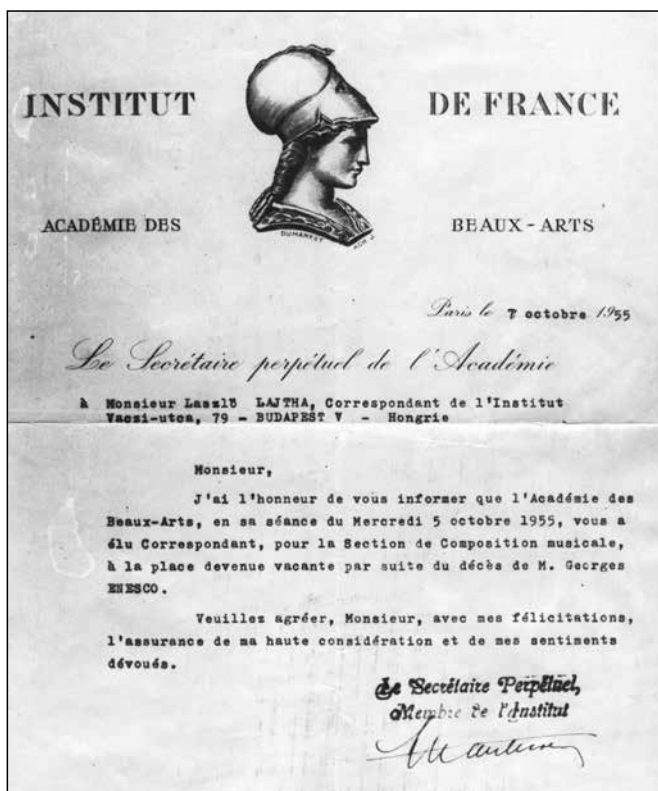 INSTITUT DE FRANCE
ACADÉMIE DES BEAUX-ARTS
DUMAREST
Paris le 7 octobre 1955
Le Secrétaire perpétuel de l'Académie
à Monsieur Laszlő LAJTHA, Correspondant de l'Institut
Vaczi-utca, 79 - BUDAPEST V - Hongrie
Monsieur,
J'ai l'honneur de vous informer que l'Académie des
Beaux-Arts, en sa séance du Mercredi 5 octobre 1955, vous a
élu Correspondant, pour la Section de Composition musicale,
à la place devenue vacante par suite du décès de M. Georges
ENESCO.
Veuillez agréer, Monsieur, avec mes félicitations,
l'assurance de ma haute considération et de mes sentiments
dévoués.
Le Secrétaire Perpétuel,
Membre de l'Institut